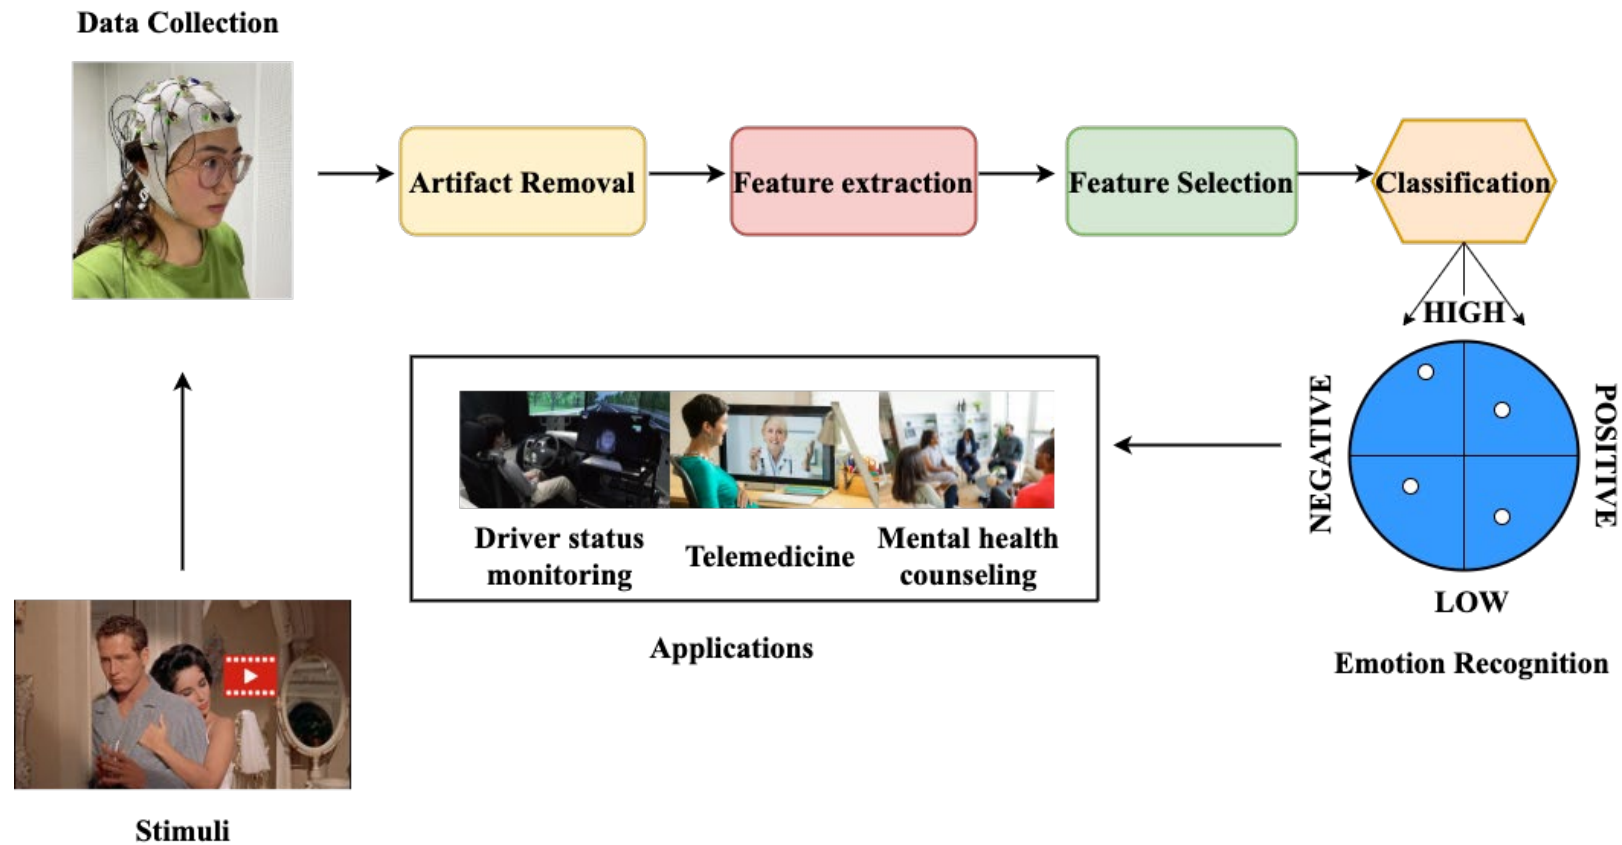 Data Collection
Artifact Removal
Feature extraction
Feature Selection
Classification
HIGH
NEGATIVE
POSITIVE
LOW
Emotion Recognition
Driver status
monitoring
Telemedicine
Mental health
counseling
Applications
Stimuli